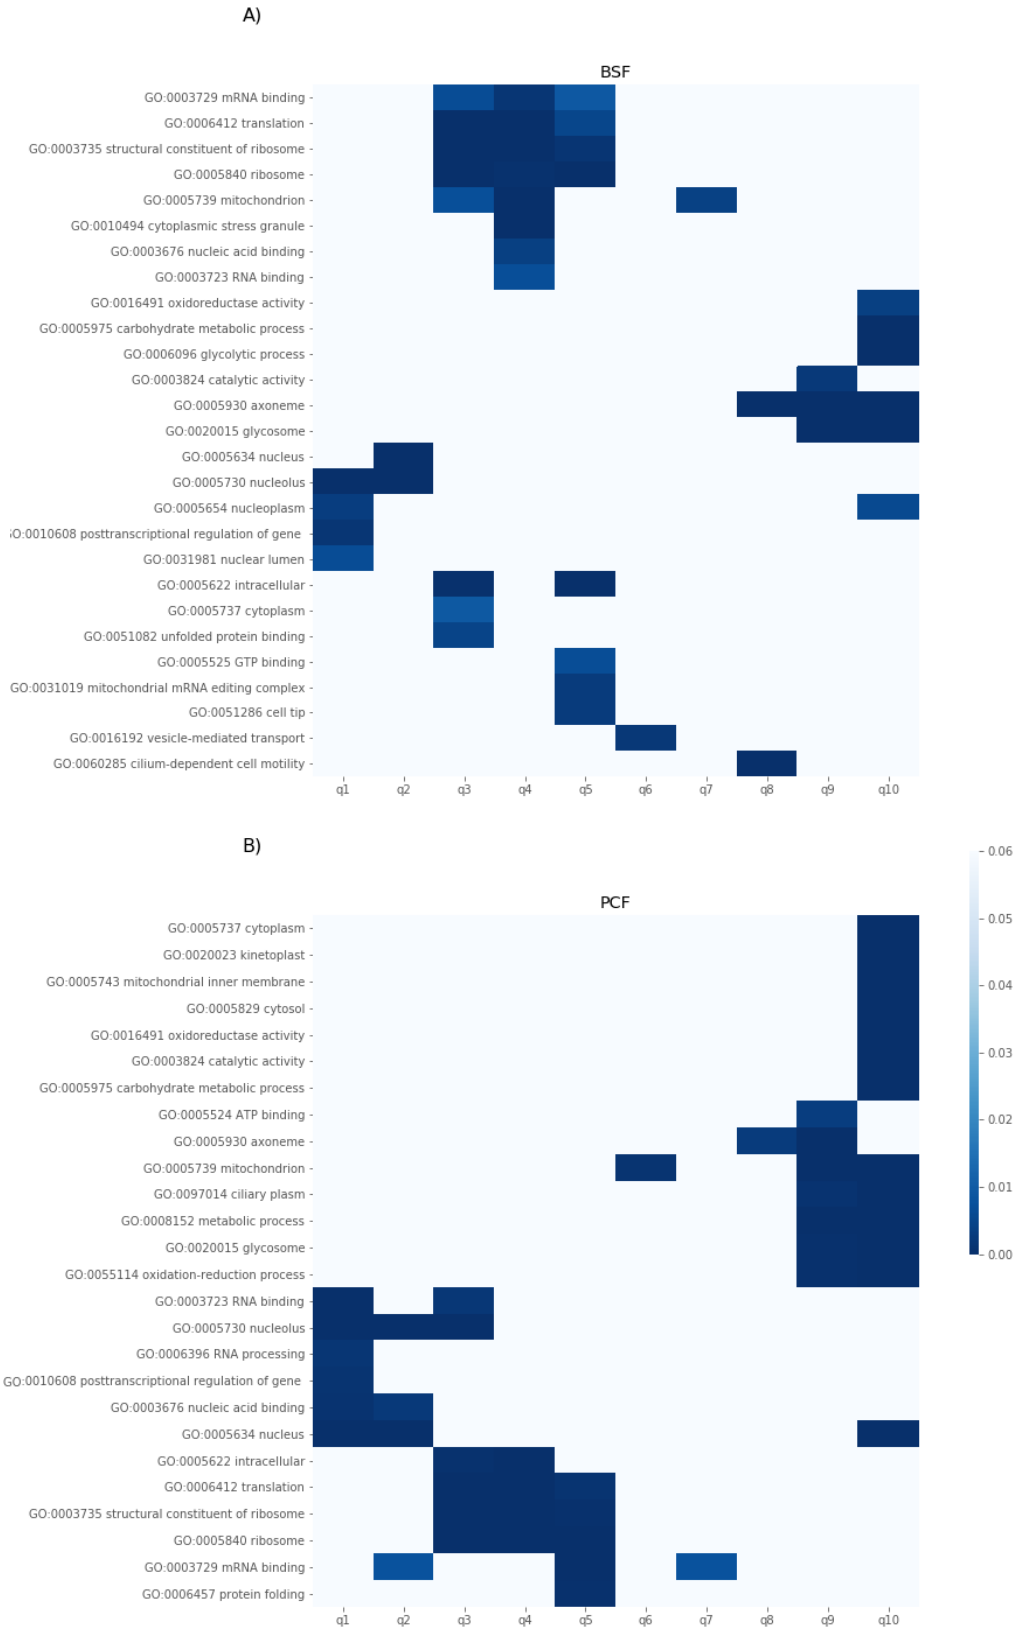 A)
BSF
GO:0003729 mRNA binding
GO:0006412 translation
GO:0003735 structural constituent of ribosome
GO:0005840 ribosome
GO:0005739 mitochondrion
GO:0010494 cytoplasmic stress granule
GO:0003676 nucleic acid binding
GO:0003723 RNA binding
GO:0016491 oxidoreductase activity
GO:0005975 carbohydrate metabolic process
GO:0006096 glycolytic process
GO:0003824 catalytic activity
GO:0005930 axoneme
GO:0020015 glycosome
GO:0005634 nucleus
GO:0005730 nucleolus
GO:0005654 nucleoplasm
GO:0010608 posttranscriptional regulation of gene
GO:0031981 nuclear lumen
GO:0005622 intracellular
GO:0005737 cytoplasm
GO:0051082 unfolded protein binding
GO:0005525 GTP binding
GO:0031019 mitochondrial mRNA editing complex
GO:0051286 cell tip
GO:0016192 vesicle-mediated transport
GO:0060285 cilium-dependent cell motility
q1 q2 q3 q4 q5 q6 q7 q8 q9 q10
B)
PCF
GO:0005737 cytoplasm
GO:0020023 kinetoplast
GO:0005743 mitochondrial inner membrane
GO:0005829 cytosol
GO:0016491 oxidoreductase activity
GO:0003824 catalytic activity
GO:0005975 carbohydrate metabolic process
GO:0005524 ATP binding
GO:0005930 axoneme
GO:0005739 mitochondrion
GO:0097014 ciliary plasm
GO:0008152 metabolic process
GO:0020015 glycosome
GO:0055114 oxidation-reduction process
GO:0003723 RNA binding
GO:0005730 nucleolus
GO:0006396 RNA processing
GO:0010608 posttranscriptional regulation of gene
GO:0003676 nucleic acid binding
GO:0005634 nucleus
GO:0005622 intracellular
GO:0006412 translation
GO:0003735 structural constituent of ribosome
GO:0005840 ribosome
GO:0003729 mRNA binding
GO:0006457 protein folding
q1 q2 q3 q4 q5 q6 q7 q8 q9 q10
0.06
0.05
0.04
0.03
0.02
0.01
0.00